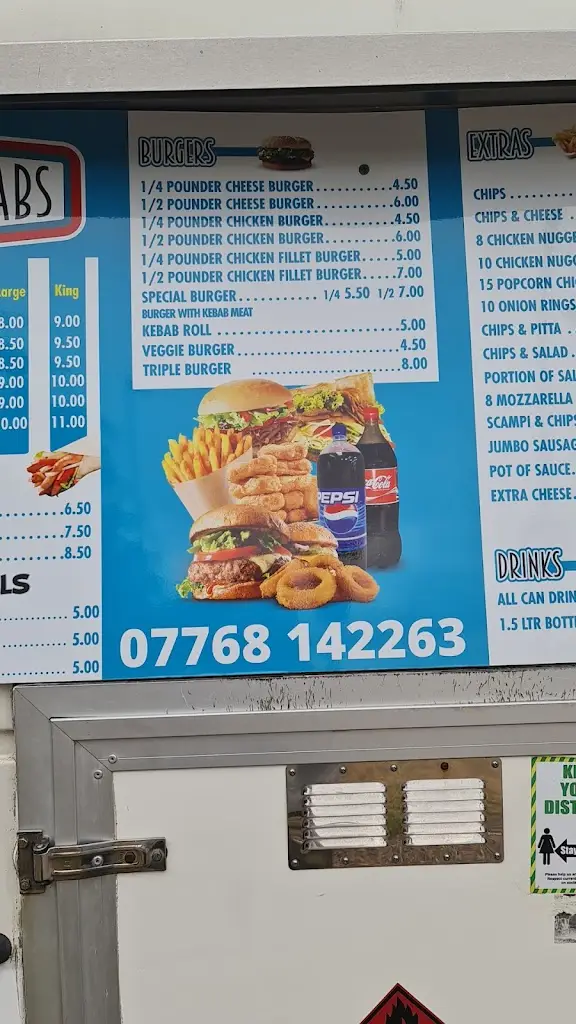 ABS
King
8.00 9.00
8.50 9.50
8.50 9.50
9.00 10.00
9.00 10.00
11.00
6.50
7.50
8.50
LS
5.00
5.00
5.00
BURGERS
1/4 POUNDER CHEESE BURGER............4.50
1/2 POUNDER CHEESE BURGER............6.00
1/4 POUNDER CHICKEN BURGER...........4.50
1/2 POUNDER CHICKEN BURGER...........6.00
1/4 POUNDER CHICKEN FILLET BURGER.....5.00
1/2 POUNDER CHICKEN FILLET BURGER.....7.00
SPECIAL BURGER............ 1/4 5.50 1/2 7.00
BURGER WITH KEBAB MEAT
KEBAB ROLL ............................5.00
VEGGIE BURGER .........................4.50
TRIPLE BURGER .........................8.00
PEPSI
Coca-Cola
07768 142263
EXTRAS
CHIPS
CHIPS & CHEESE
8 CHICKEN NUGGE
10 CHICKEN NUGG
15 POPCORN CHI
10 ONION RINGS
CHIPS & PITTA
CHIPS & SALAD
PORTION OF SAL
8 MOZZARELLA
SCAMPI & CHIPS
JUMBO SAUSAG
POT OF SAUCE
EXTRA CHEESE
DRINKS
ALL CAN DRIN
1.5 LTR BOTT
YO
DIST
Stay